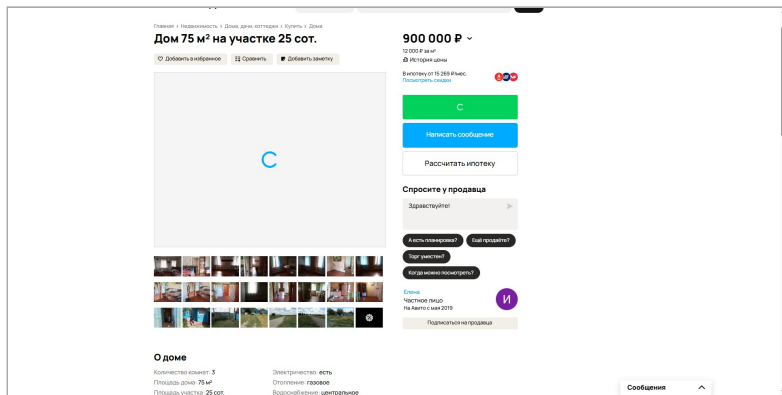 Главная › Недвижимость › Дома, дачи, коттеджи › Купить › Дома
Дом 75 м² на участке 25 сот.
Добавить в избранное
Сравнить
Добавить заметку
900 000 ₽
12 000 ₽ за м²
История цены
В ипотеку от 15 269 ₽/мес.
Посмотреть скидки
Написать сообщение
Рассчитать ипотеку
Спросите у продавца
Здравствуйте!
А есть планировка?
Ещё продаёте?
Торг уместен?
Когда можно посмотреть?
Елена
Частное лицо
На Авито с мая 2019
И
Подписаться на продавца
О доме
Количество комнат: 3
Площадь дома: 75 м²
Площадь участка: 25 сот.
Электричество: есть
Отопление: газовое
Водоснабжение: центральное
Сообщения